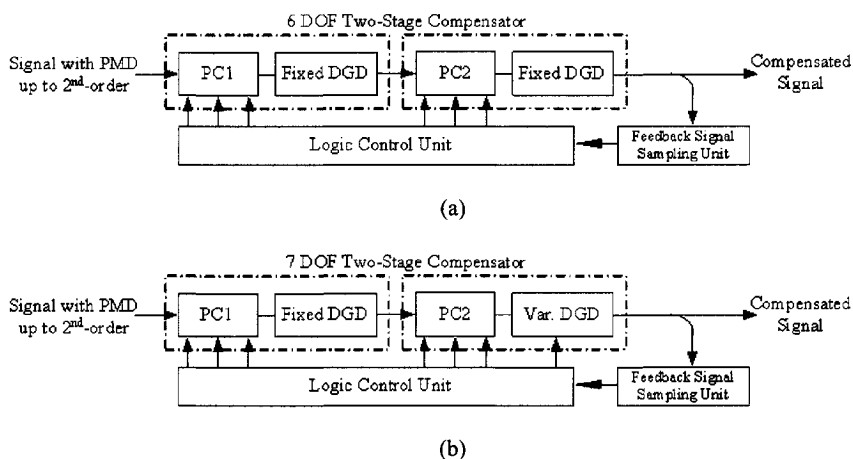 6 DOF Two-Stage Compensator
Signal with PMD
up to 2nd-order
PC1
Fixed DGD
PC2
Fixed DGD
Compensated
Signal
Logic Control Unit
Feedback Signal
Sampling Unit
(a)
7 DOF Two-Stage Compensator
Signal with PMD
up to 2nd-order
PC1
Fixed DGD
PC2
Var. DGD
Compensated
Signal
Logic Control Unit
Feedback Signal
Sampling Unit
(b)